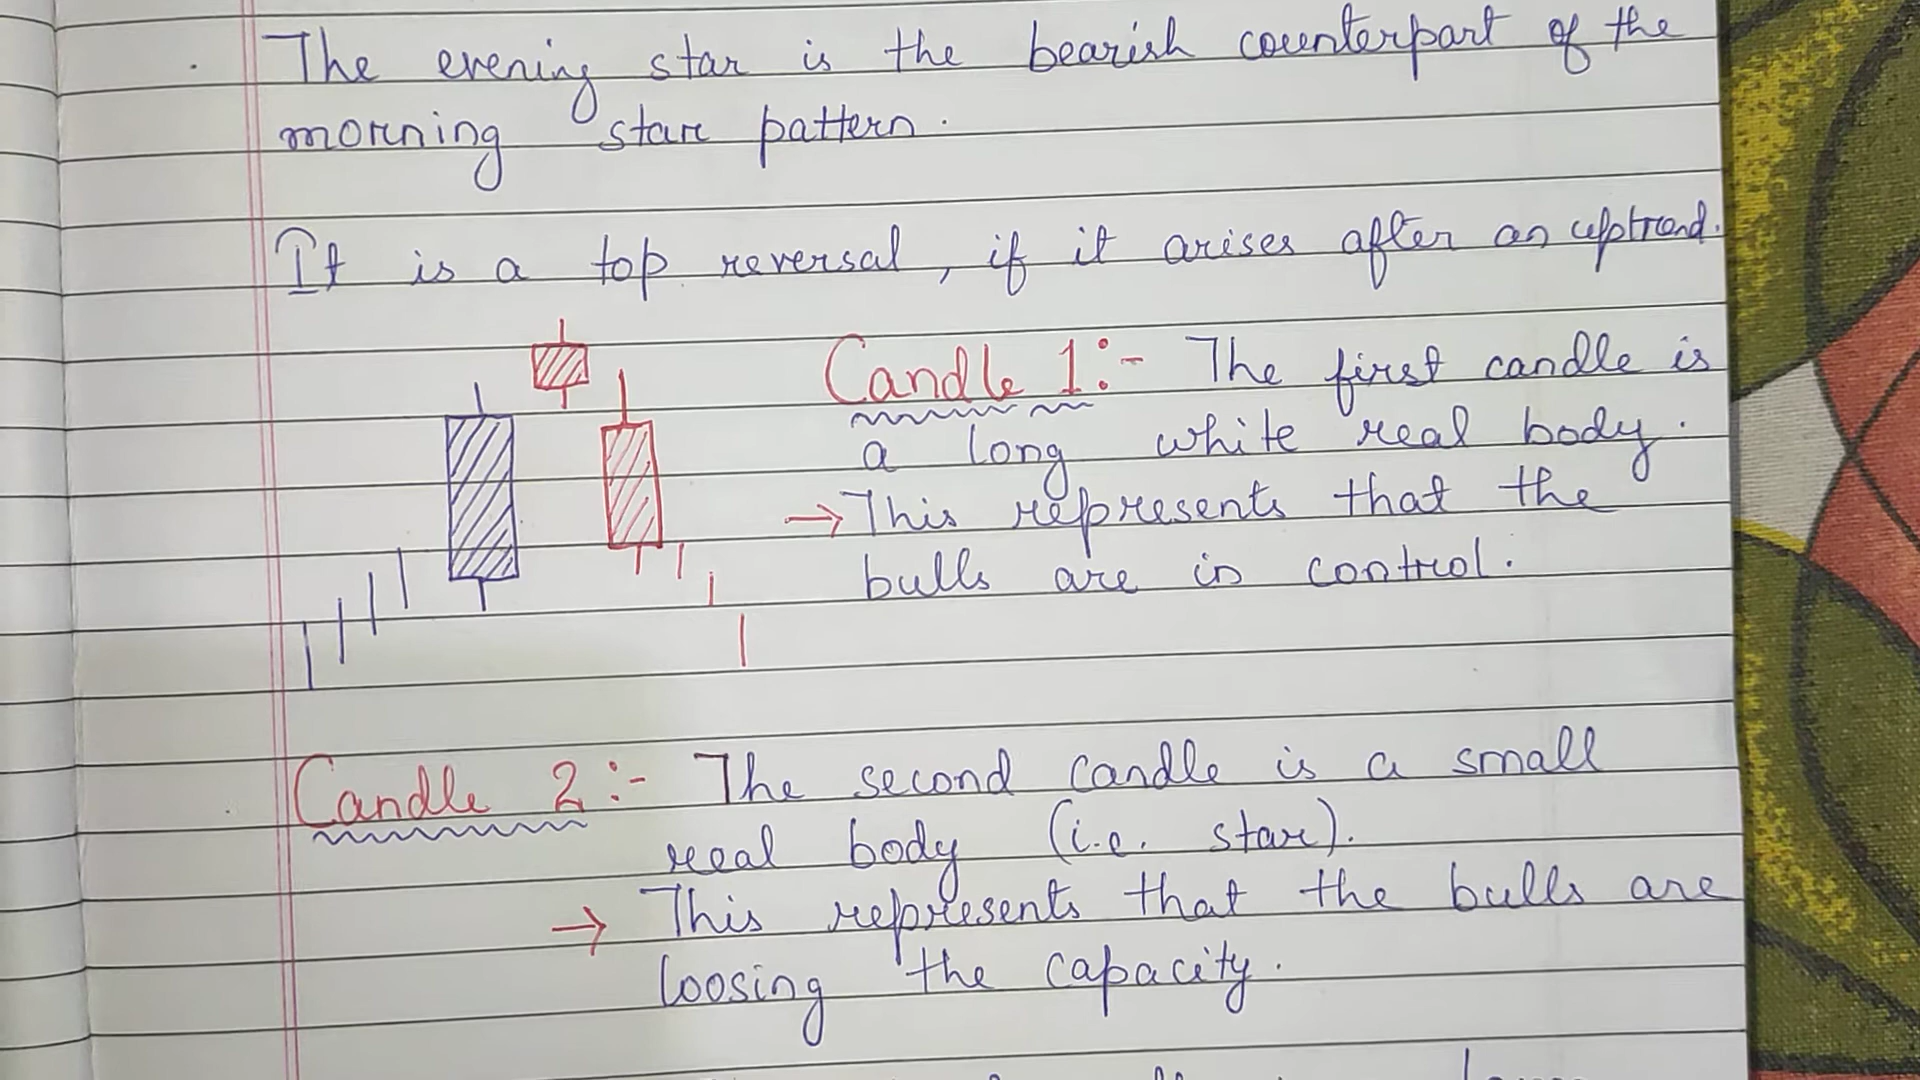 The evening star is the bearish counterpart of the
morning star pattern.
It is a top reversal, if it arises after an uptrend.
Candle 1:- The first candle is
a long white real body.
→ This represents that the
bulls are in control.
Candle 2:- The second candle is a small
real body (i.e. star).
→ This represents that the bulls are
loosing the capacity.